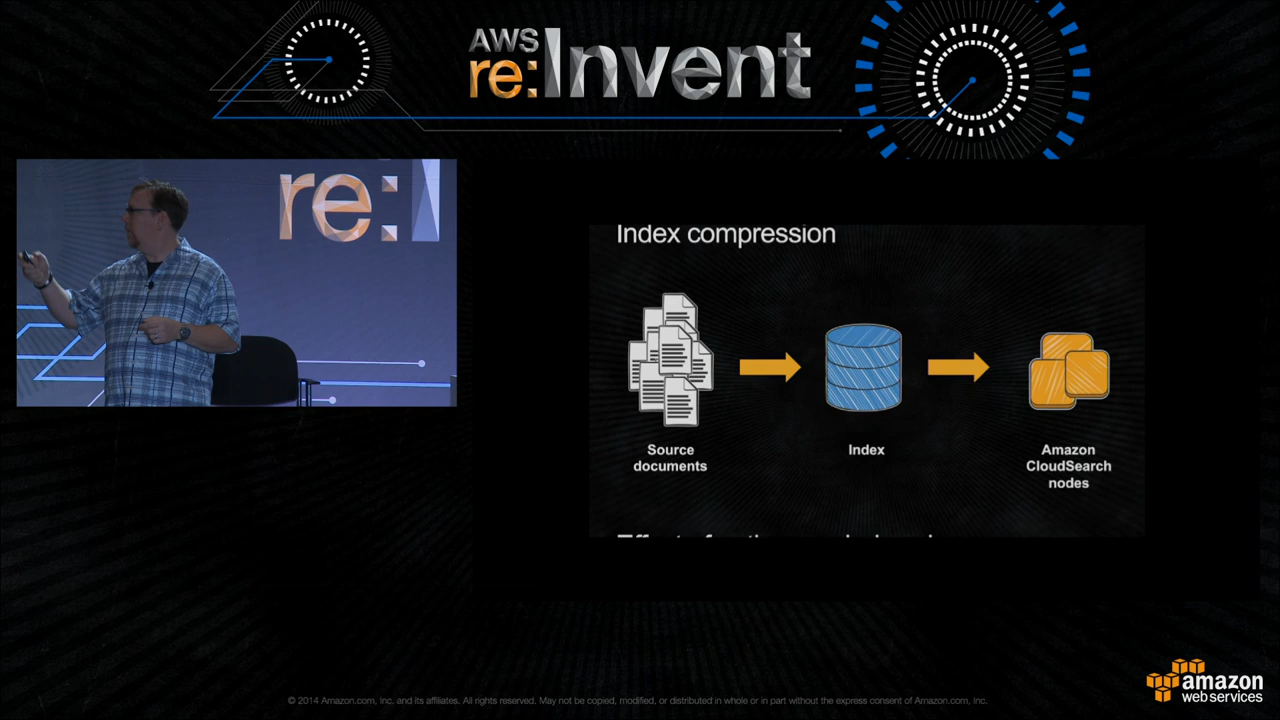 AWS
re:Invent
re:I
Index compression
Source
documents
Index
Amazon
CloudSearch
nodes
amazon
web services
© 2014 Amazon.com, Inc. and its affiliates. All rights reserved. May not be copied, modified, or distributed in whole or in part without the express consent of Amazon.com, Inc.